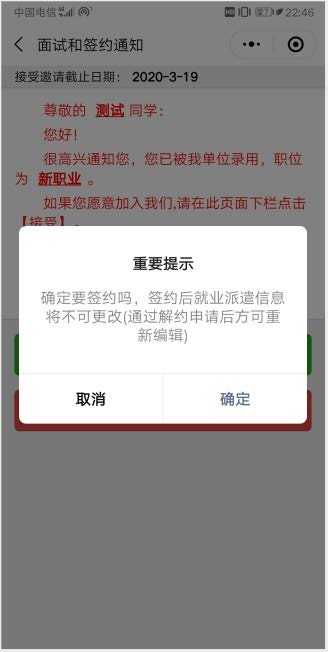 中国电信 22:46
面试和签约通知
接受邀请截止日期： 2020-3-19
尊敬的 测试 同学：
您好！
很高兴通知您，您已被我单位录用，职位
为 新职业 。
如果您愿意加入我们,请在此页面下栏点击
【接受】。
重要提示
确定要签约吗，签约后就业派遣信息
将不可更改(通过解约申请后方可重
新编辑)
取消 确定